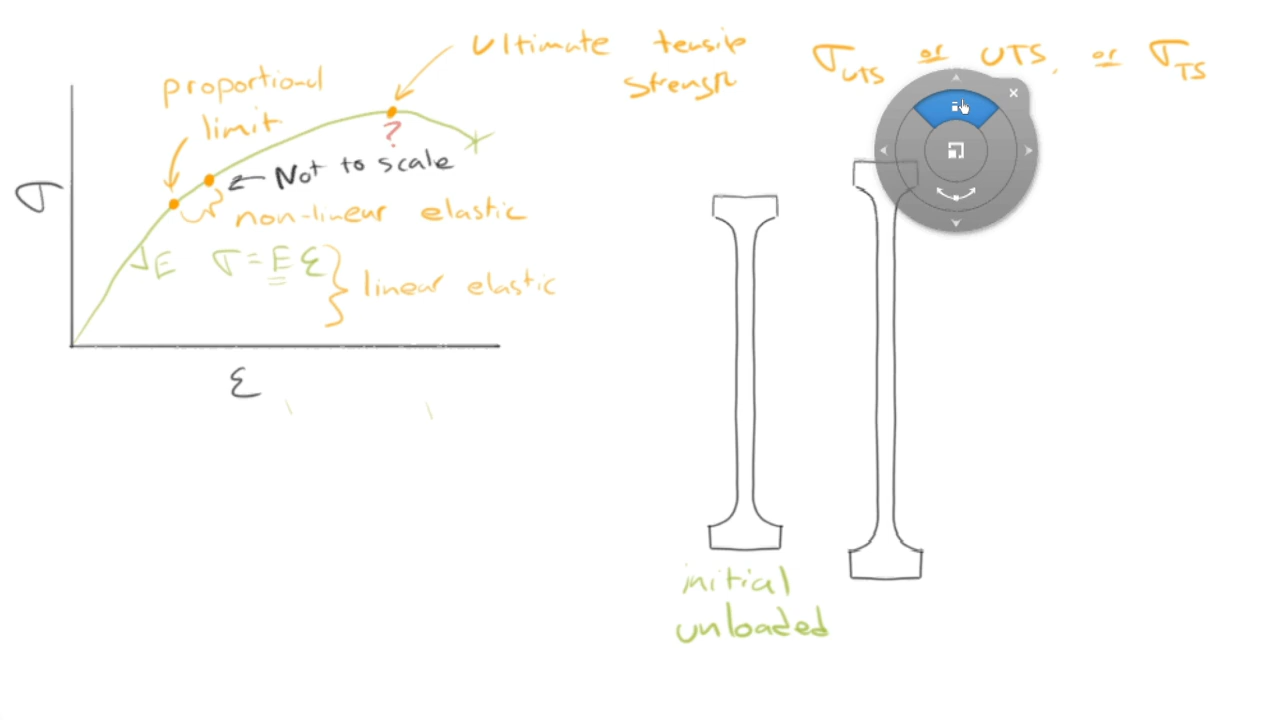 Ultimate tensile
strength
σUTS or UTS, or σTS
proportional
limit
?
← Not to scale
σ
non-linear elastic
E σ = E ε } linear elastic
ε
initial
unloaded